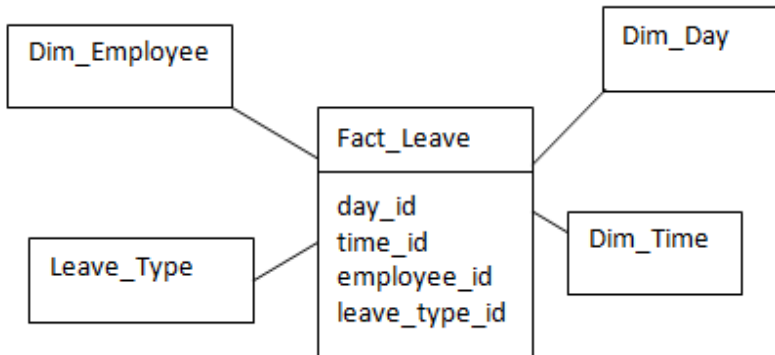 Dim_Employee
Dim_Day
Fact_Leave
day_id
time_id
employee_id
leave_type_id
Leave_Type
Dim_Time